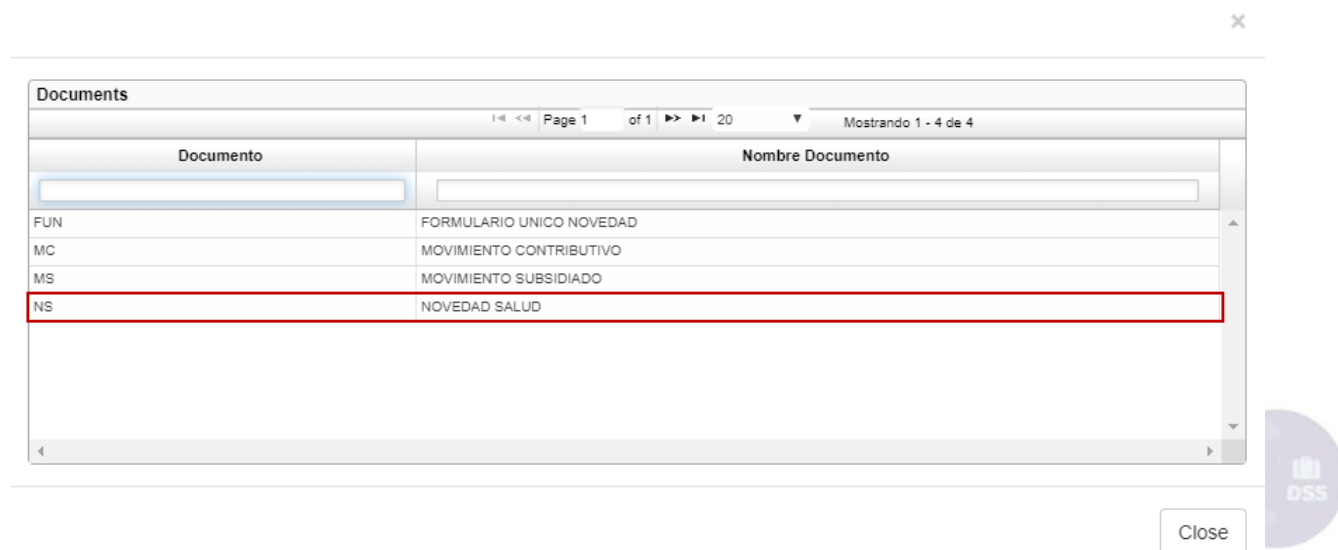 ×
Documents
Page 1 of 1 20 Mostrando 1 - 4 de 4
Documento Nombre Documento
FUN FORMULARIO UNICO NOVEDAD
MC MOVIMIENTO CONTRIBUTIVO
MS MOVIMIENTO SUBSIDIADO
NS NOVEDAD SALUD
DSS
Close